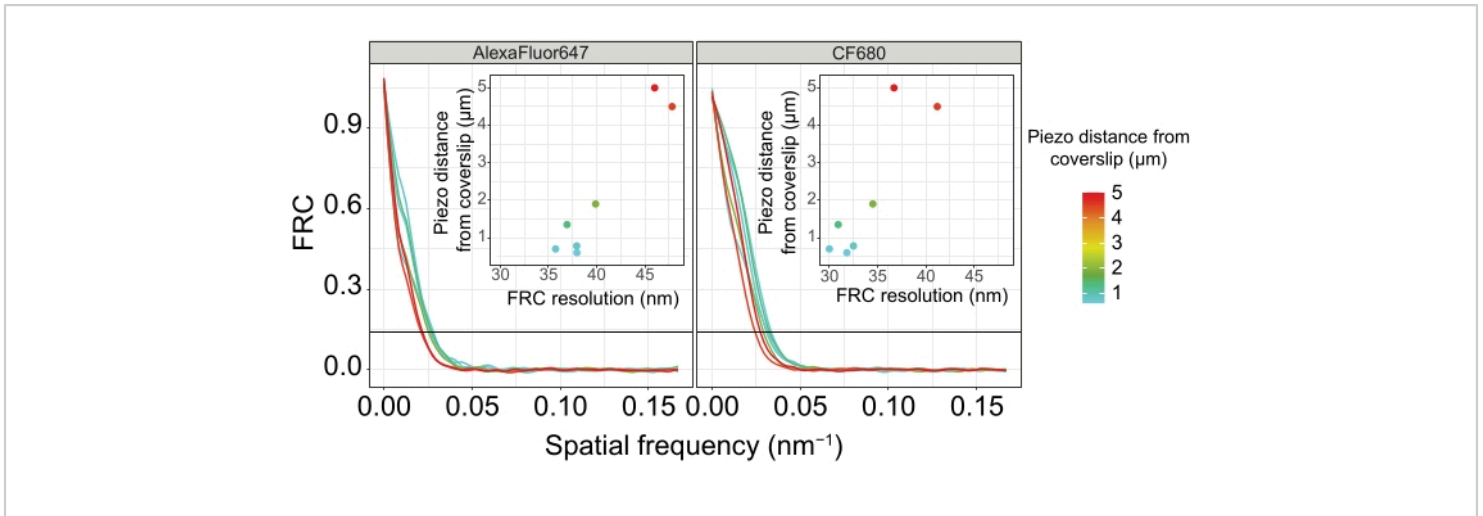 AlexaFluor647
CF680
FRC
0.9
0.6
0.3
0.0
Piezo distance
from coverslip (µm)
5
4
3
2
1
30 35 40 45
FRC resolution (nm)
Piezo distance
from coverslip (µm)
5
4
3
2
1
30 35 40 45
FRC resolution (nm)
0.00 0.05 0.10 0.15
0.00 0.05 0.10 0.15
Spatial frequency (nm⁻¹)
Piezo distance from
coverslip (µm)
5
4
3
2
1